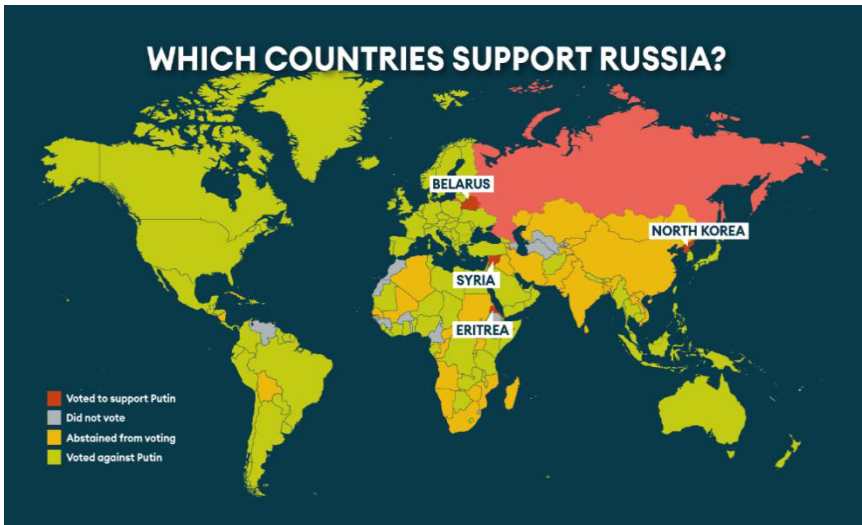 WHICH COUNTRIES SUPPORT RUSSIA?
BELARUS
NORTH KOREA
SYRIA
ERITREA
Voted to support Putin
Did not vote
Abstained from voting
Voted against Putin